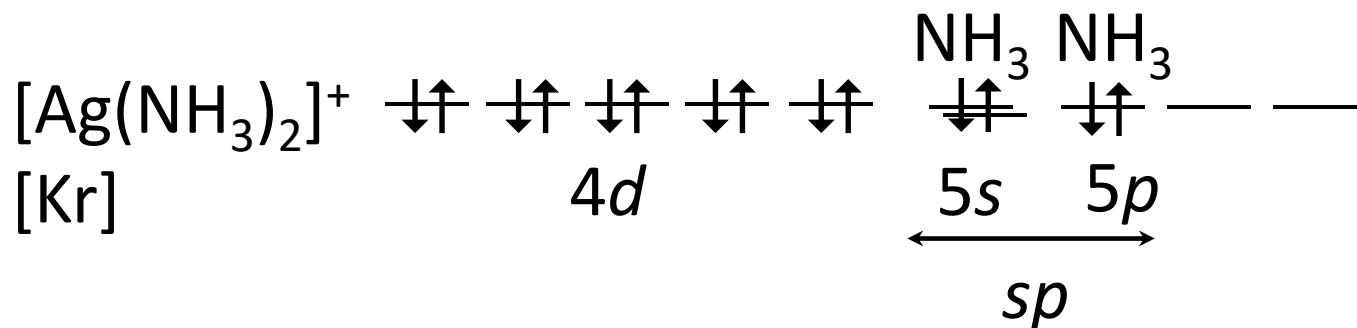 NH₃ NH₃
[Ag(NH₃)₂]⁺
[Kr] 4d 5s 5p
sp